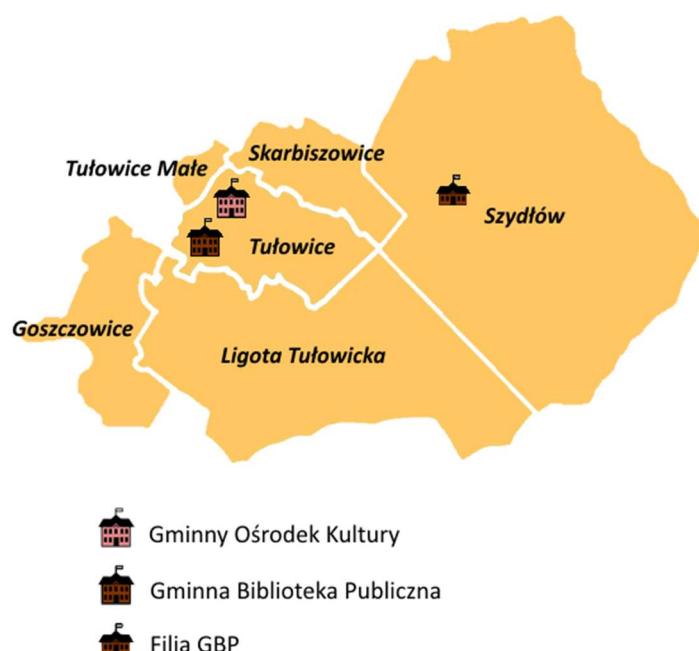 Skarbiszowice
Tułowice Małe
Szydłów
Tułowice
Goszczowice
Ligota Tułowicka
Gminny Ośrodek Kultury
Gminna Biblioteka Publiczna
Filia GBP